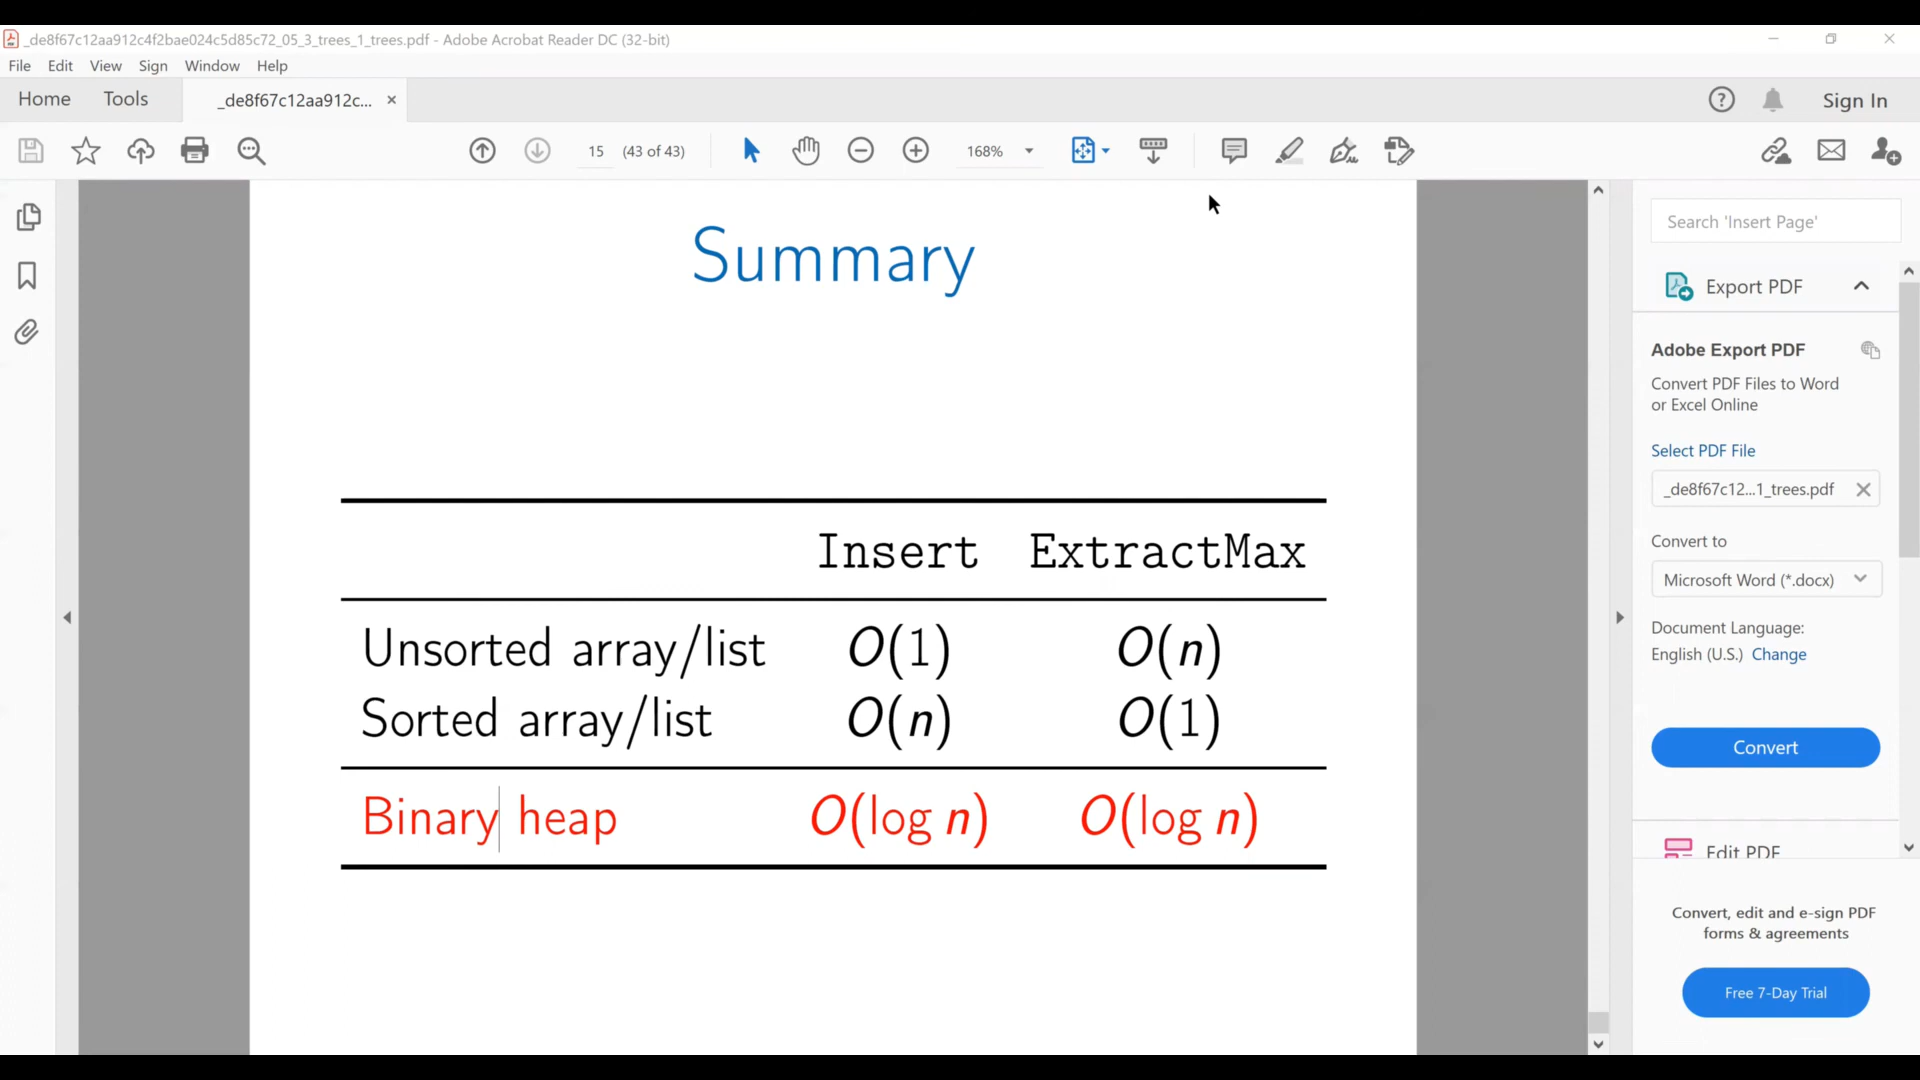 _de8f67c12aa912c4f2bae024c5d85c72_05_3_trees_1_trees.pdf - Adobe Acrobat Reader DC (32-bit)
File Edit View Sign Window Help
Home Tools _de8f67c12aa912c... × Sign In
15 (43 of 43) 168%
Search 'Insert Page'
Summary
Export PDF
Adobe Export PDF
Convert PDF Files to Word
or Excel Online
Select PDF File
_de8f67c12...1_trees.pdf
Convert to
Microsoft Word (*.docx)
Document Language:
English (U.S.) Change
Convert
Edit PDF
Convert, edit and e-sign PDF
forms & agreements
Free 7-Day Trial
Insert ExtractMax
Unsorted array/list O(1) O(n)
Sorted array/list O(n) O(1)
Binary heap O(log n) O(log n)